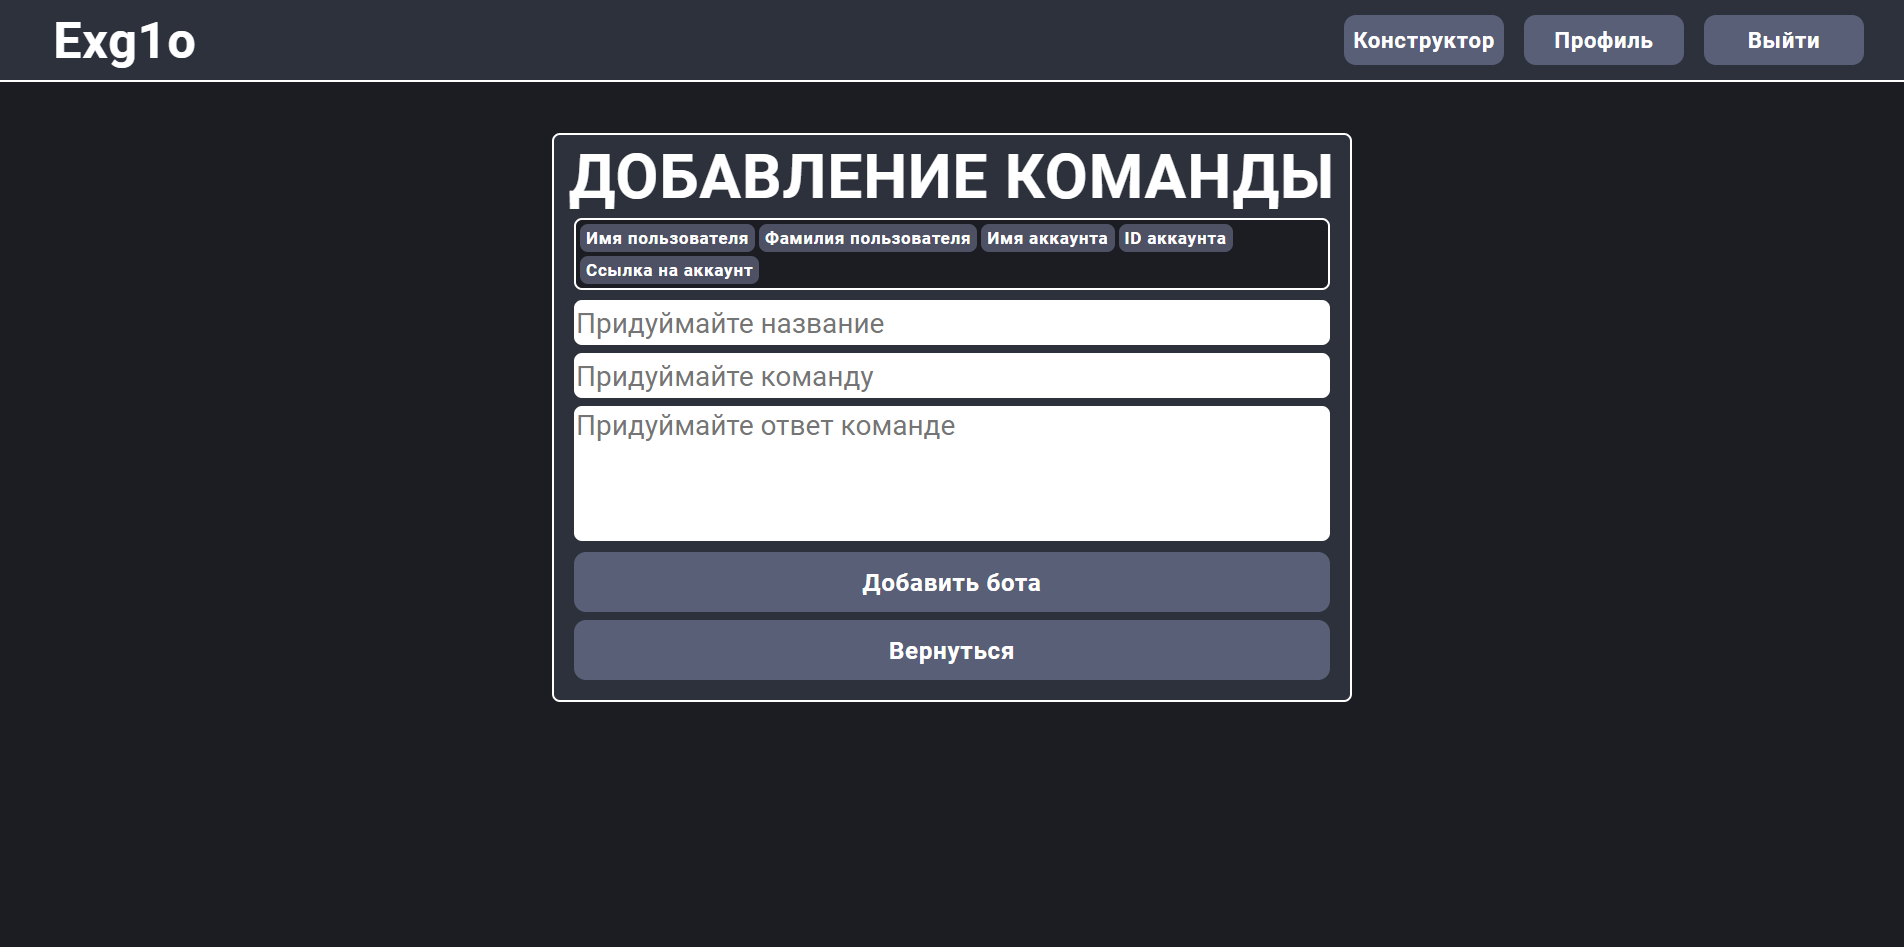 Exg1o Конструктор Профиль Выйти
ДОБАВЛЕНИЕ КОМАНДЫ
Имя пользователя Фамилия пользователя Имя аккаунта ID аккаунта
Ссылка на аккаунт
Придуймайте название
Придуймайте команду
Придуймайте ответ команде
Добавить бота
Вернуться